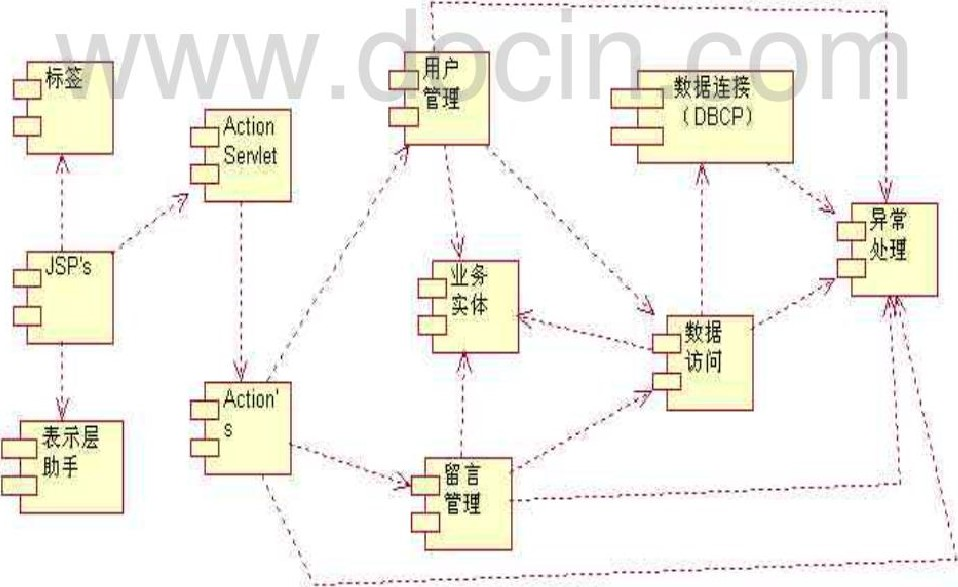 www.docin.com
标签
Action
Servlet
用户
管理
数据连接
（DBCP）
异常
处理
JSP's
业务
实体
数据
访问
Action'
s
表示层
助手
留言
管理